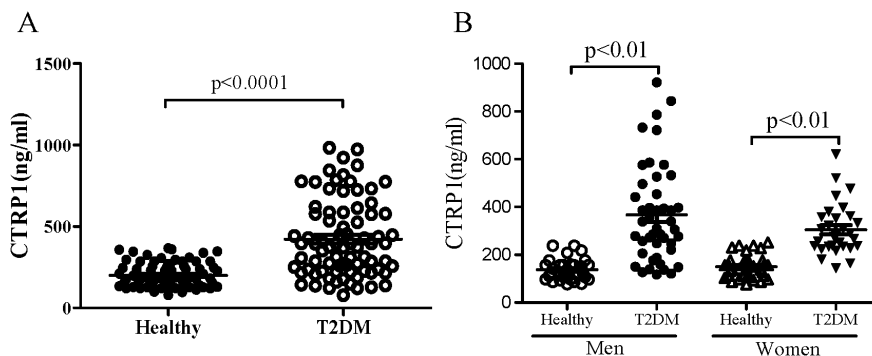 A
CTRP1(ng/ml)
1500
1000
500
0
p<0.0001
Healthy
T2DM
B
CTRP1(ng/ml)
1000
800
600
400
200
0
p<0.01
p<0.01
Healthy
T2DM
Healthy
T2DM
Men
Women